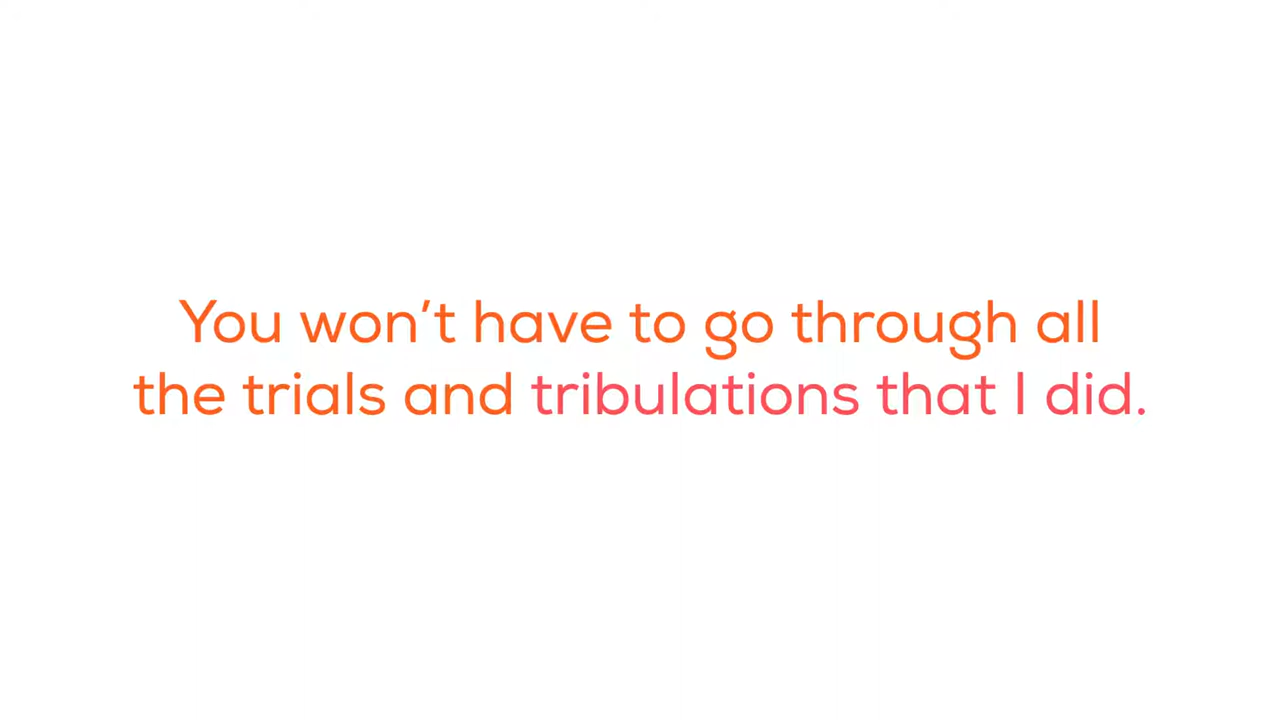 You won’t have to go through all
the trials and tribulations that I did.